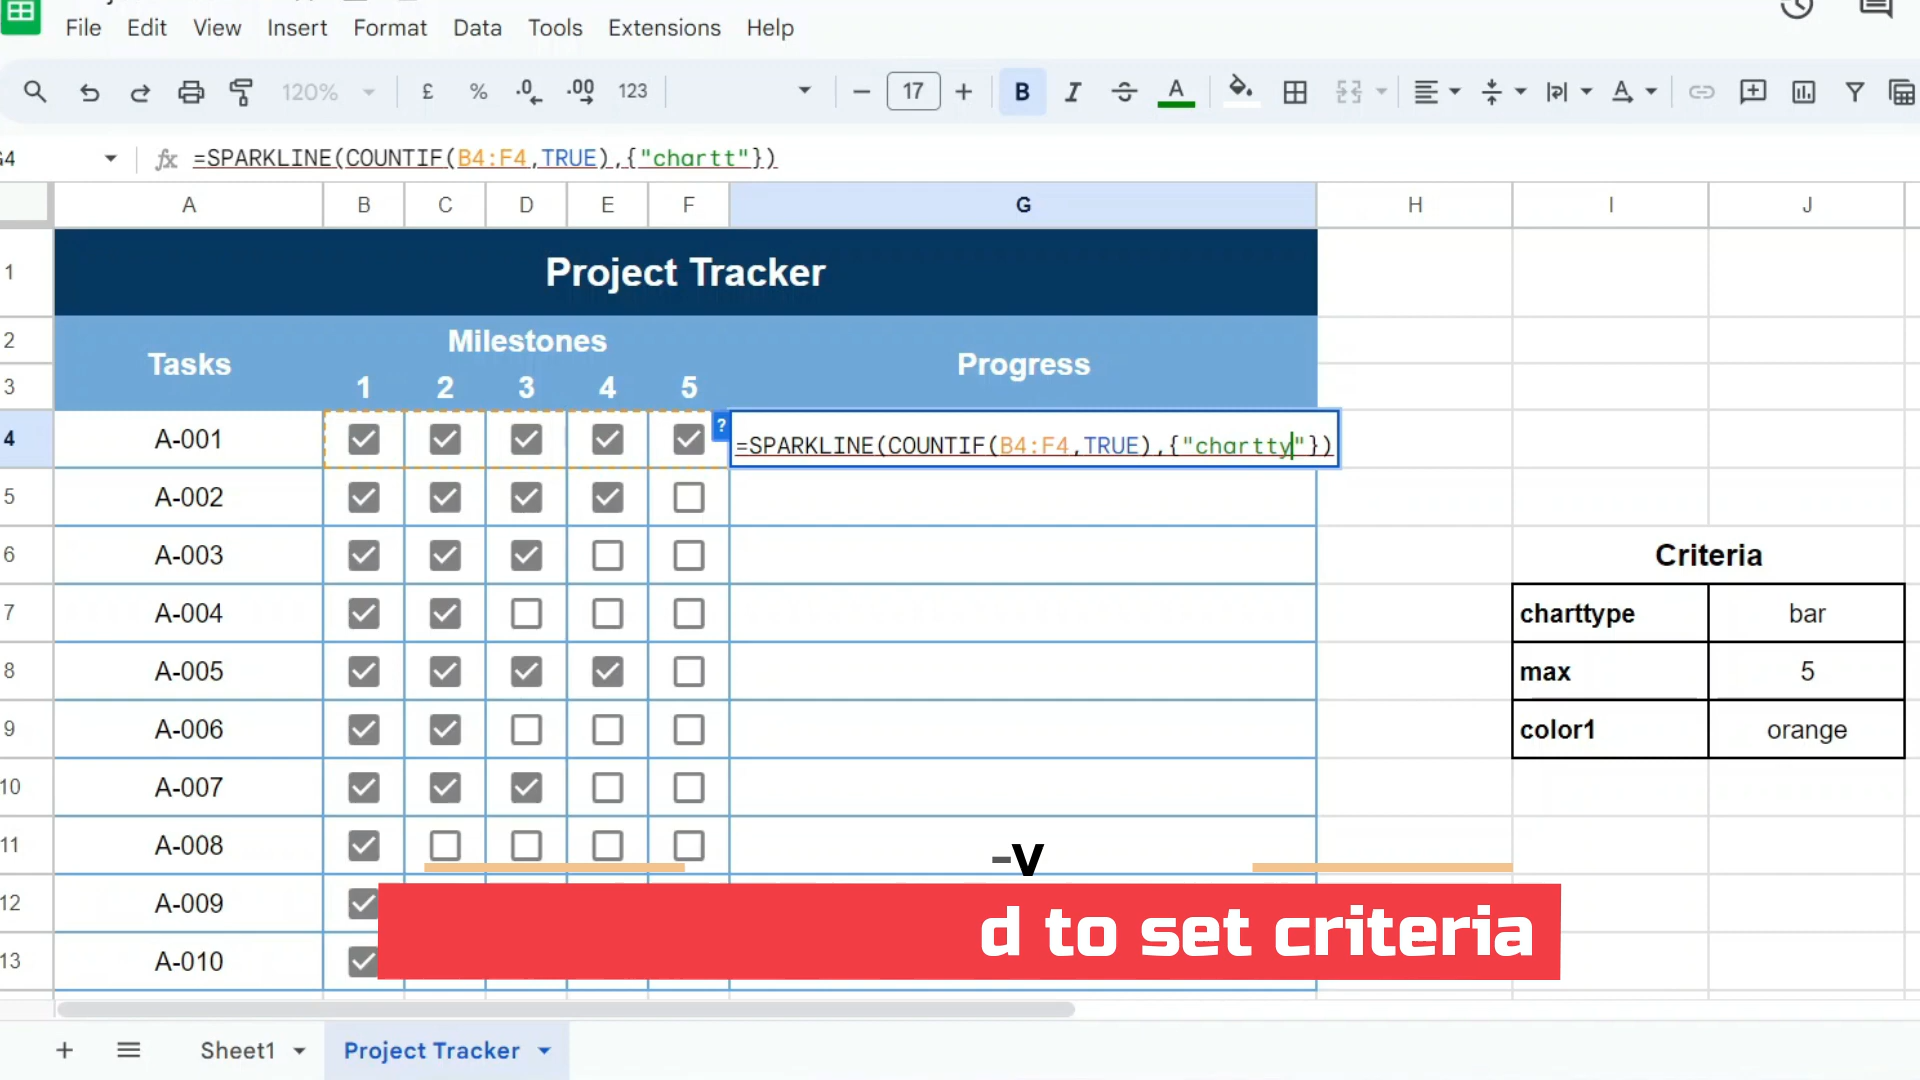 File Edit View Insert Format Data Tools Extensions Help
120% £ % .0 .00 123 17 B I A
G4 fx =SPARKLINE(COUNTIF(B4:F4,TRUE),{"chartt"})
A B C D E F G H I J
1 Project Tracker
2 Milestones
Tasks Progress
3 1 2 3 4 5
4 A-001 ? =SPARKLINE(COUNTIF(B4:F4,TRUE),{"chartty"})
5 A-002
6 A-003 Criteria
7 A-004 charttype bar
8 A-005 max 5
9 A-006 color1 orange
10 A-007
11 A-008
-v
12 A-009
d to set criteria
13 A-010
+ Sheet1 Project Tracker